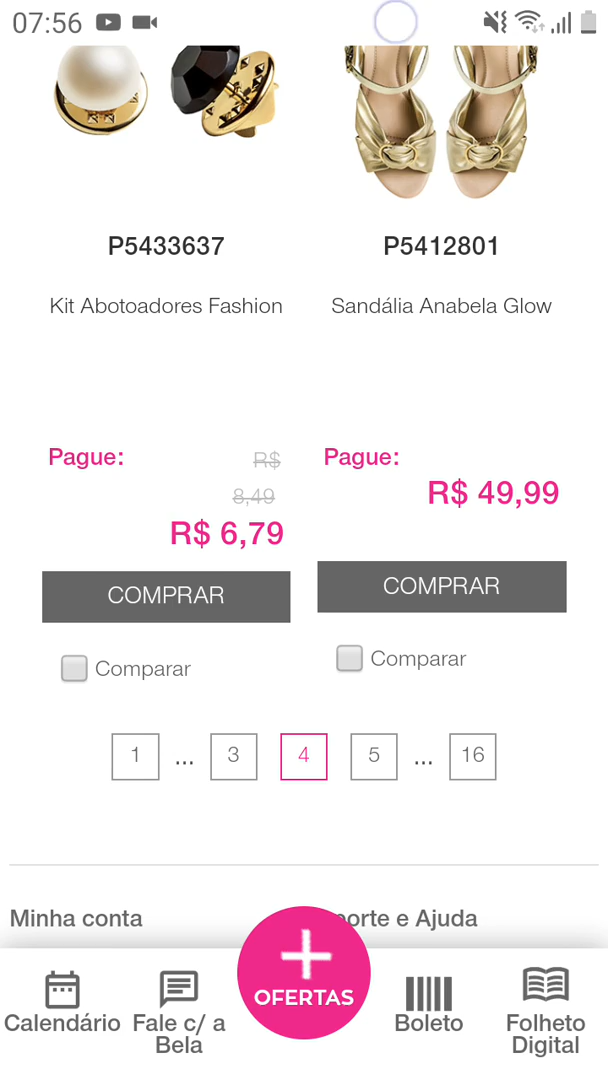 07:56
P5433637
P5412801
Kit Abotoadores Fashion
Sandália Anabela Glow
Pague:
R$
8,49
R$ 6,79
Pague:
R$ 49,99
COMPRAR
COMPRAR
Comparar
Comparar
1 ... 3 4 5 ... 16
Minha conta
orte e Ajuda
OFERTAS
Calendário
Fale c/ a
Bela
Boleto
Folheto
Digital